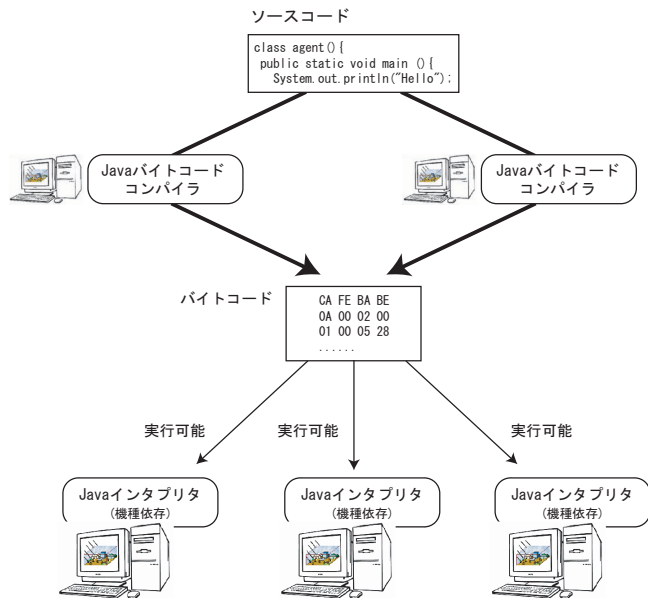 ソースコード
class agent(){
public static void main (){
System.out.println("Hello");
Javaバイトコード
コンパイラ
Javaバイトコード
コンパイラ
バイトコード
CA FE BA BE
0A 00 02 00
01 00 05 28
......
実行可能
実行可能
実行可能
Javaインタプリタ
(機種依存)
Javaインタプリタ
(機種依存)
Javaインタプリタ
(機種依存)